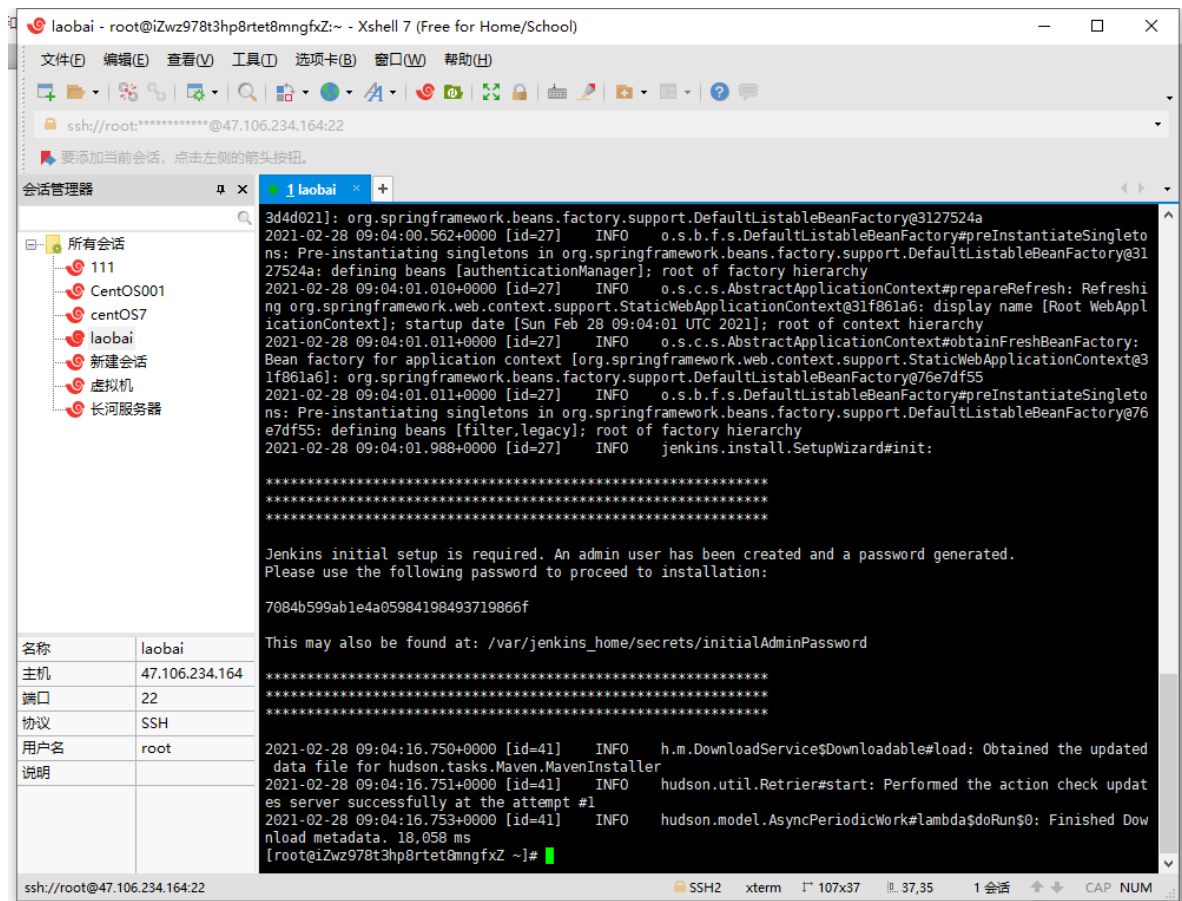 laobai - root@iZwz978t3hp8rtet8mngfxZ:~ - Xshell 7 (Free for Home/School)
文件(F) 编辑(E) 查看(V) 工具(T) 选项卡(B) 窗口(W) 帮助(H)
ssh://root:************@47.106.234.164:22
要添加当前会话，点击左侧的箭头按钮。
会话管理器
1 laobai
所有会话
111
CentOS001
centOS7
laobai
新建会话
虚拟机
长河服务器
名称 laobai
主机 47.106.234.164
端口 22
协议 SSH
用户名 root
说明
3d4d021]: org.springframework.beans.factory.support.DefaultListableBeanFactory@3127524a
2021-02-28 09:04:00.562+0000 [id=27] INFO o.s.b.f.s.DefaultListableBeanFactory#preInstantiateSingleto
ns: Pre-instantiating singletons in org.springframework.beans.factory.support.DefaultListableBeanFactory@31
27524a: defining beans [authenticationManager]; root of factory hierarchy
2021-02-28 09:04:01.010+0000 [id=27] INFO o.s.c.s.AbstractApplicationContext#prepareRefresh: Refreshi
ng org.springframework.web.context.support.StaticWebApplicationContext@31f861a6: display name [Root WebAppl
icationContext]; startup date [Sun Feb 28 09:04:01 UTC 2021]; root of context hierarchy
2021-02-28 09:04:01.011+0000 [id=27] INFO o.s.c.s.AbstractApplicationContext#obtainFreshBeanFactory:
Bean factory for application context [org.springframework.web.context.support.StaticWebApplicationContext@3
1f861a6]: org.springframework.beans.factory.support.DefaultListableBeanFactory@76e7df55
2021-02-28 09:04:01.011+0000 [id=27] INFO o.s.b.f.s.DefaultListableBeanFactory#preInstantiateSingleto
ns: Pre-instantiating singletons in org.springframework.beans.factory.support.DefaultListableBeanFactory@76
e7df55: defining beans [filter,legacy]; root of factory hierarchy
2021-02-28 09:04:01.988+0000 [id=27] INFO jenkins.install.SetupWizard#init:
*************************************************************
*************************************************************
*************************************************************
Jenkins initial setup is required. An admin user has been created and a password generated.
Please use the following password to proceed to installation:
7084b599ab1e4a05984198493719866f
This may also be found at: /var/jenkins_home/secrets/initialAdminPassword
*************************************************************
*************************************************************
*************************************************************
2021-02-28 09:04:16.750+0000 [id=41] INFO h.m.DownloadService$Downloadable#load: Obtained the updated
data file for hudson.tasks.Maven.MavenInstaller
2021-02-28 09:04:16.751+0000 [id=41] INFO hudson.util.Retrier#start: Performed the action check updat
es server successfully at the attempt #1
2021-02-28 09:04:16.753+0000 [id=41] INFO hudson.model.AsyncPeriodicWork#lambda$doRun$0: Finished Dow
nload metadata. 18,058 ms
[root@iZwz978t3hp8rtet8mngfxZ ~]#
ssh://root@47.106.234.164:22 SSH2 xterm 107x37 37,35 1 会话 CAP NUM